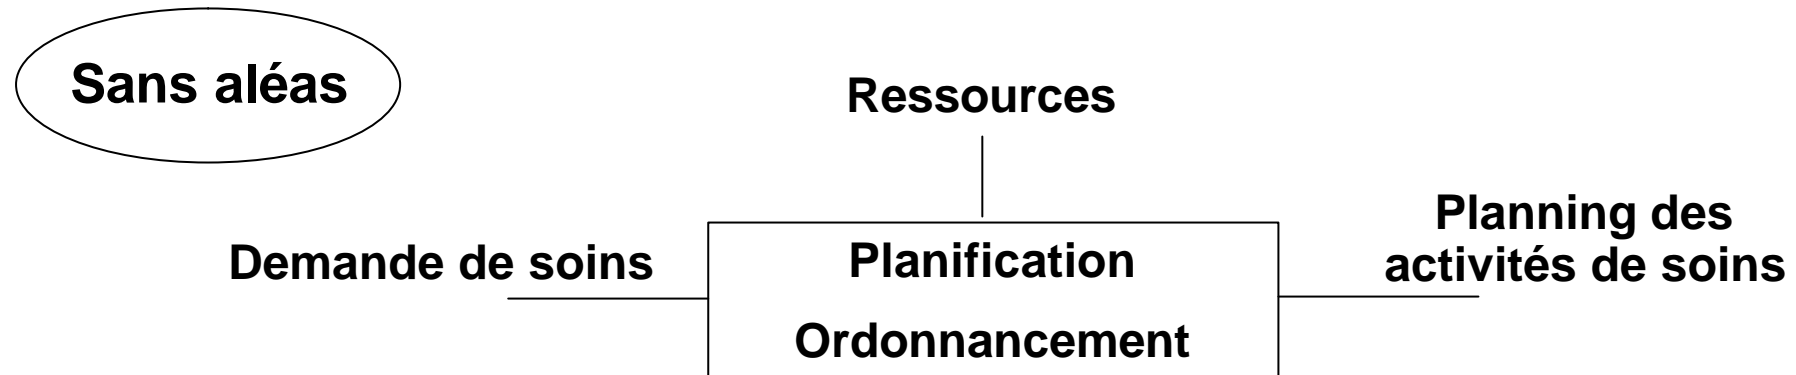 Sans aléas
Ressources
Demande de soins
Planification
Ordonnancement
Planning des
activités de soins